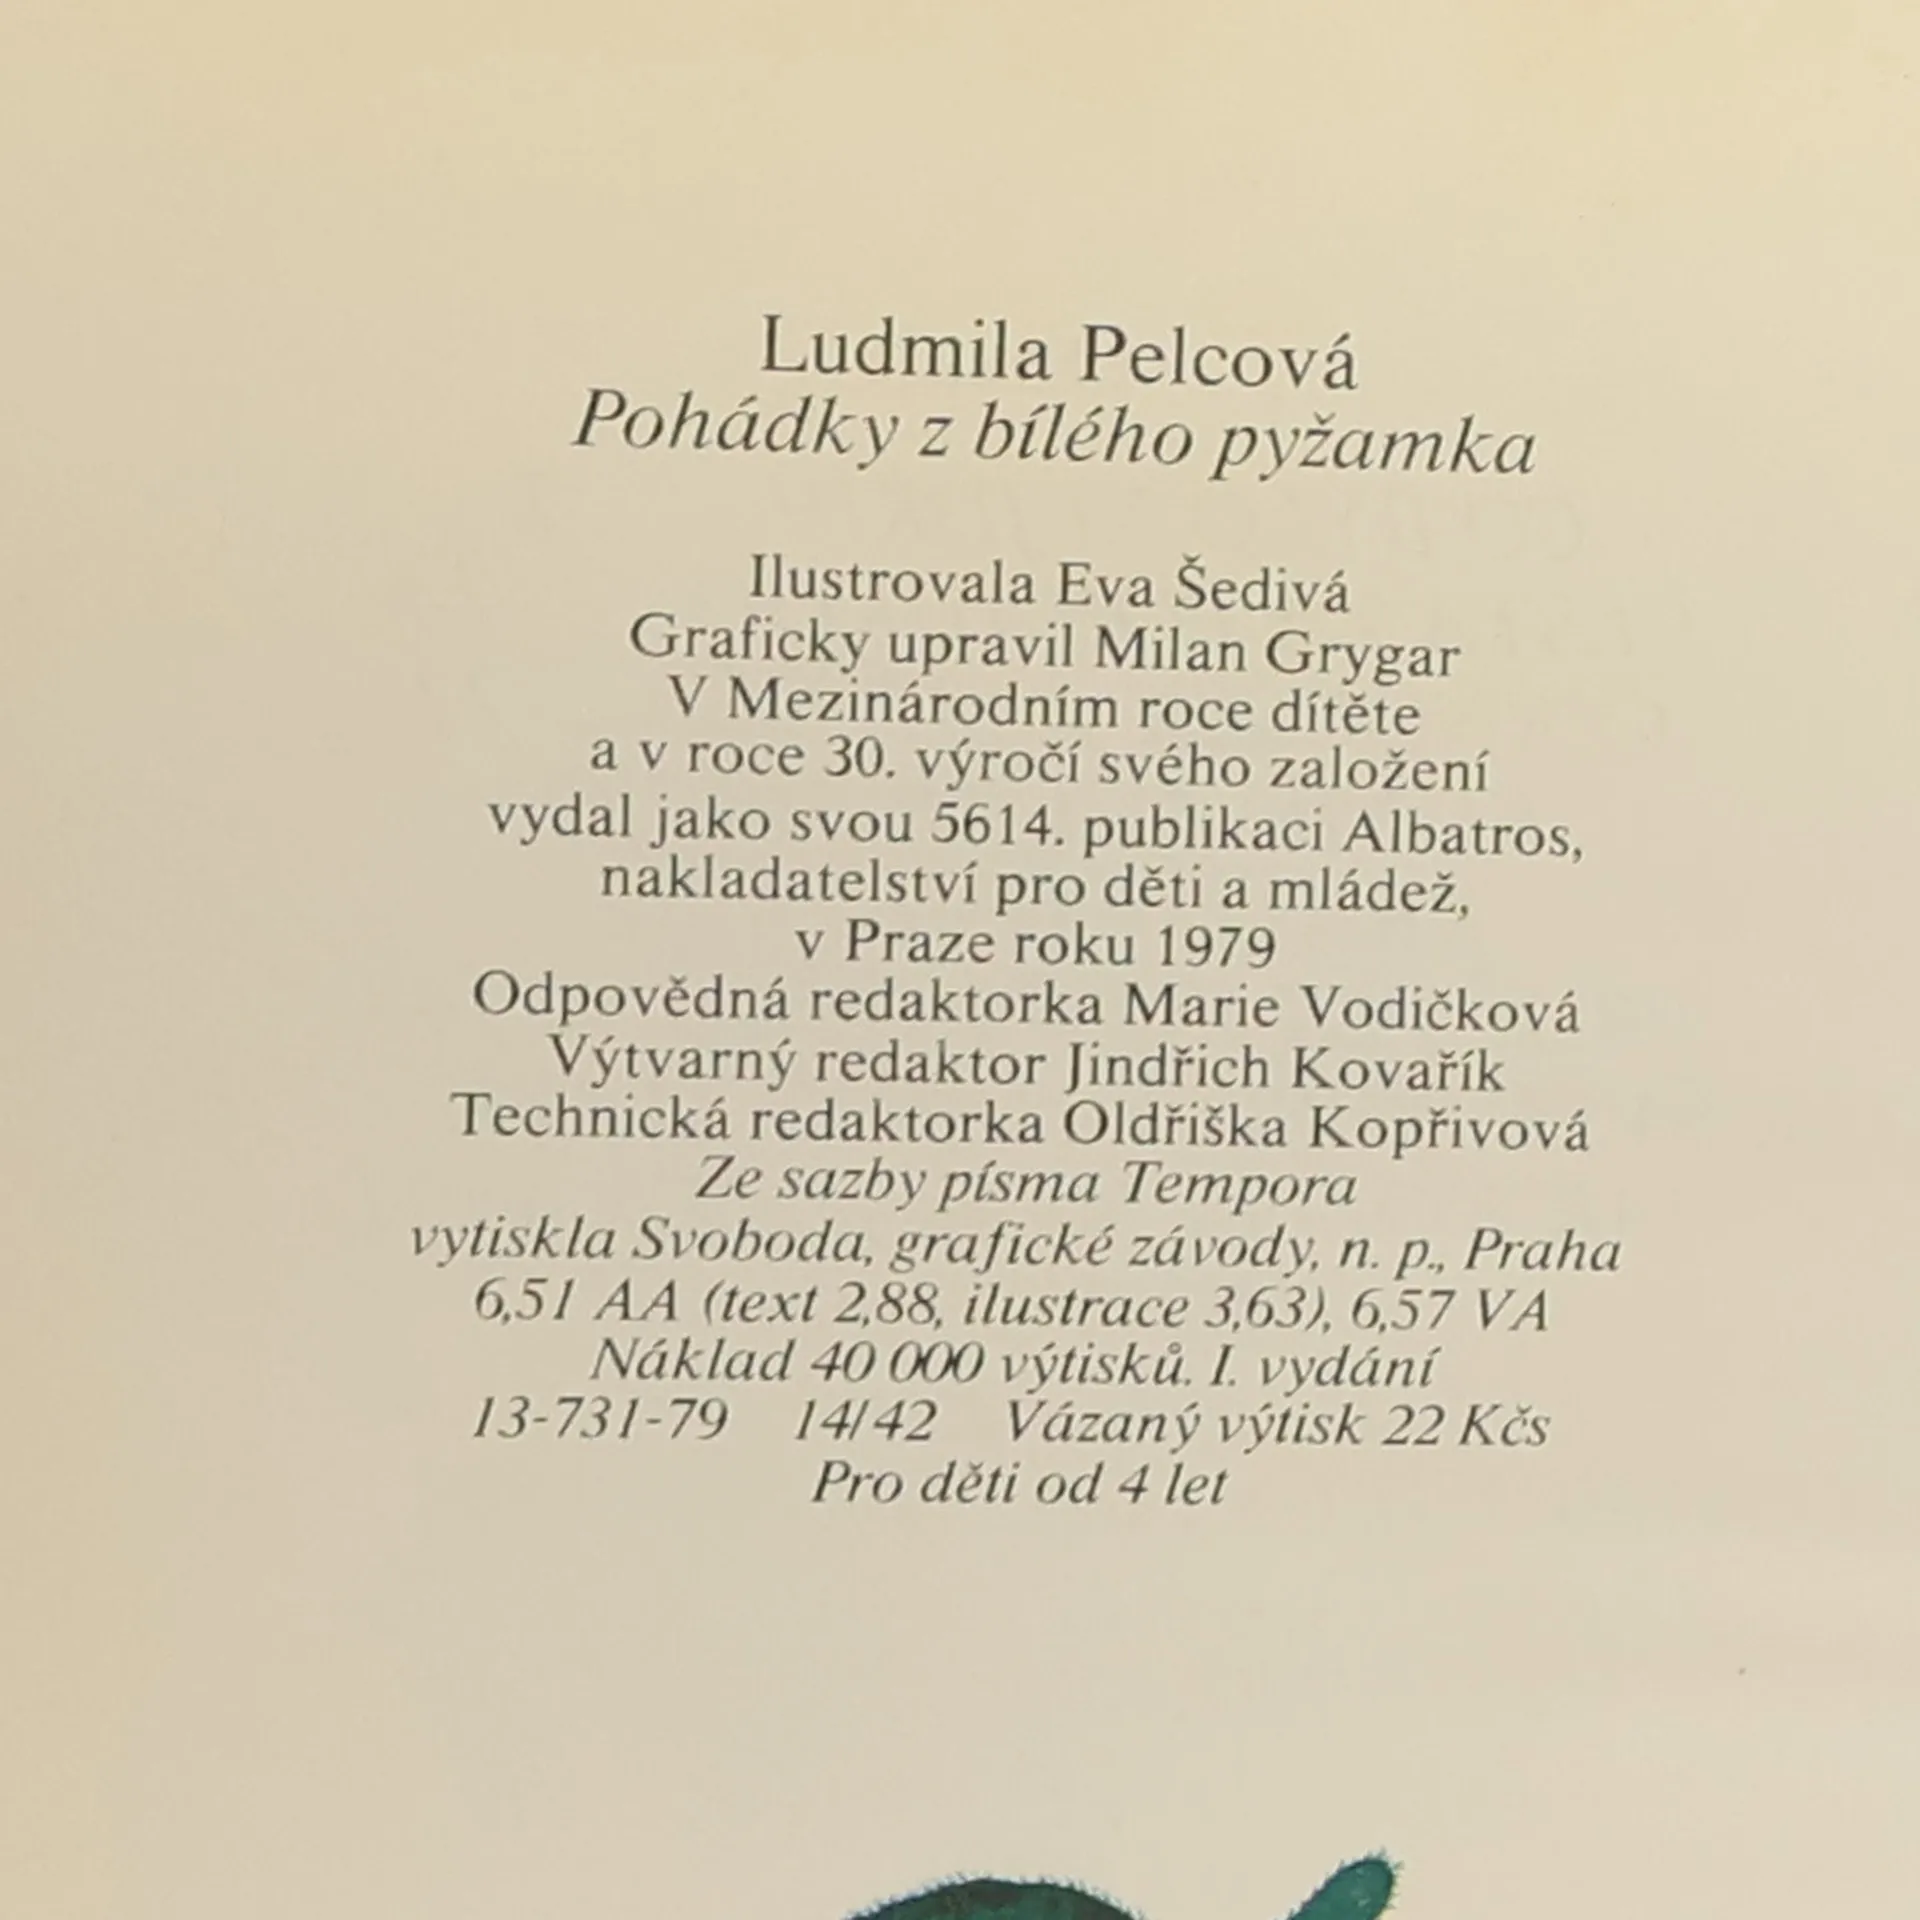 Ludmila Pelcová
Pohádky z bílého pyžamka
Ilustrovala Eva Šedivá
Graficky upravil Milan Grygar
V Mezinárodním roce dítěte
a v roce 30. výročí svého založení
vydal jako svou 5614. publikaci Albatros,
nakladatelství pro děti a mládež,
v Praze roku 1979
Odpovědná redaktorka Marie Vodičková
Výtvarný redaktor Jindřich Kovařík
Technická redaktorka Oldřiška Kopřivová
Ze sazby písma Tempora
vytiskla Svoboda, grafické závody, n. p., Praha
6,51 AA (text 2,88, ilustrace 3,63), 6,57 VA
Náklad 40 000 výtisků. I. vydání
13-731-79 14/42 Vázaný výtisk 22 Kčs
Pro děti od 4 let